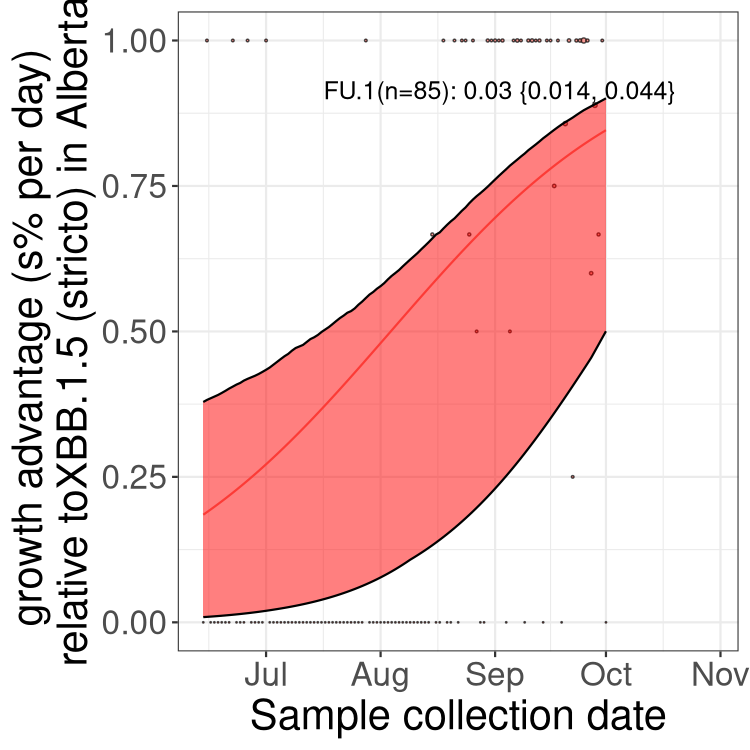 growth advantage (s% per day)
relative toXBB.1.5 (stricto) in Alberta
1.00
0.75
0.50
0.25
0.00
FU.1(n=85): 0.03 {0.014, 0.044}
Jul Aug Sep Oct Nov
Sample collection date